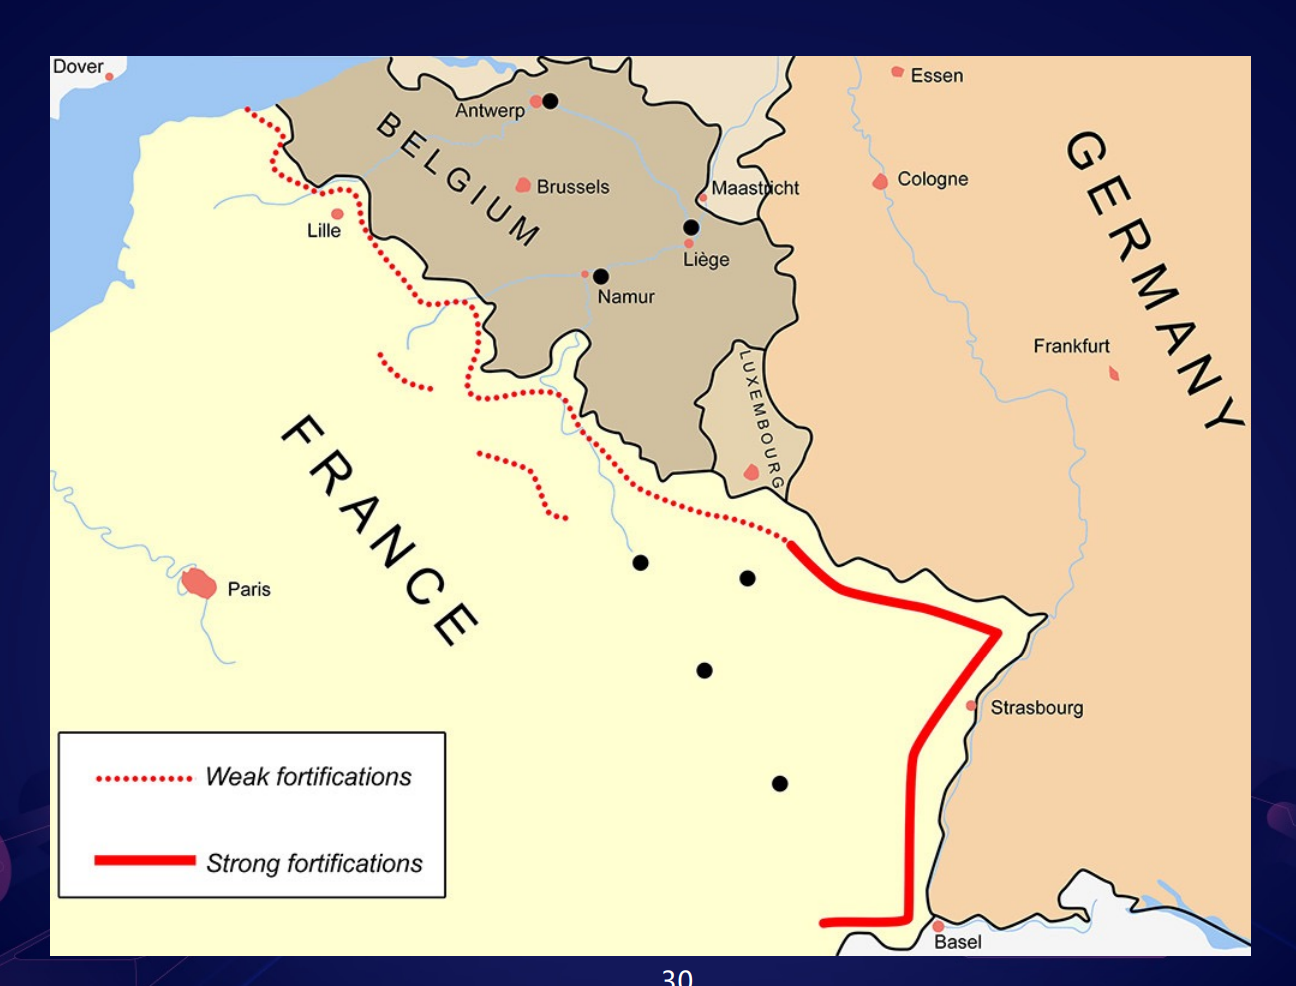 Dover
Essen
Antwerp
BELGIUM
GERMANY
Cologne
Brussels
Maastricht
Lille
Liège
Namur
Frankfurt
LUXEMBOURG
FRANCE
Paris
Strasbourg
Weak fortifications
Strong fortifications
Basel
30